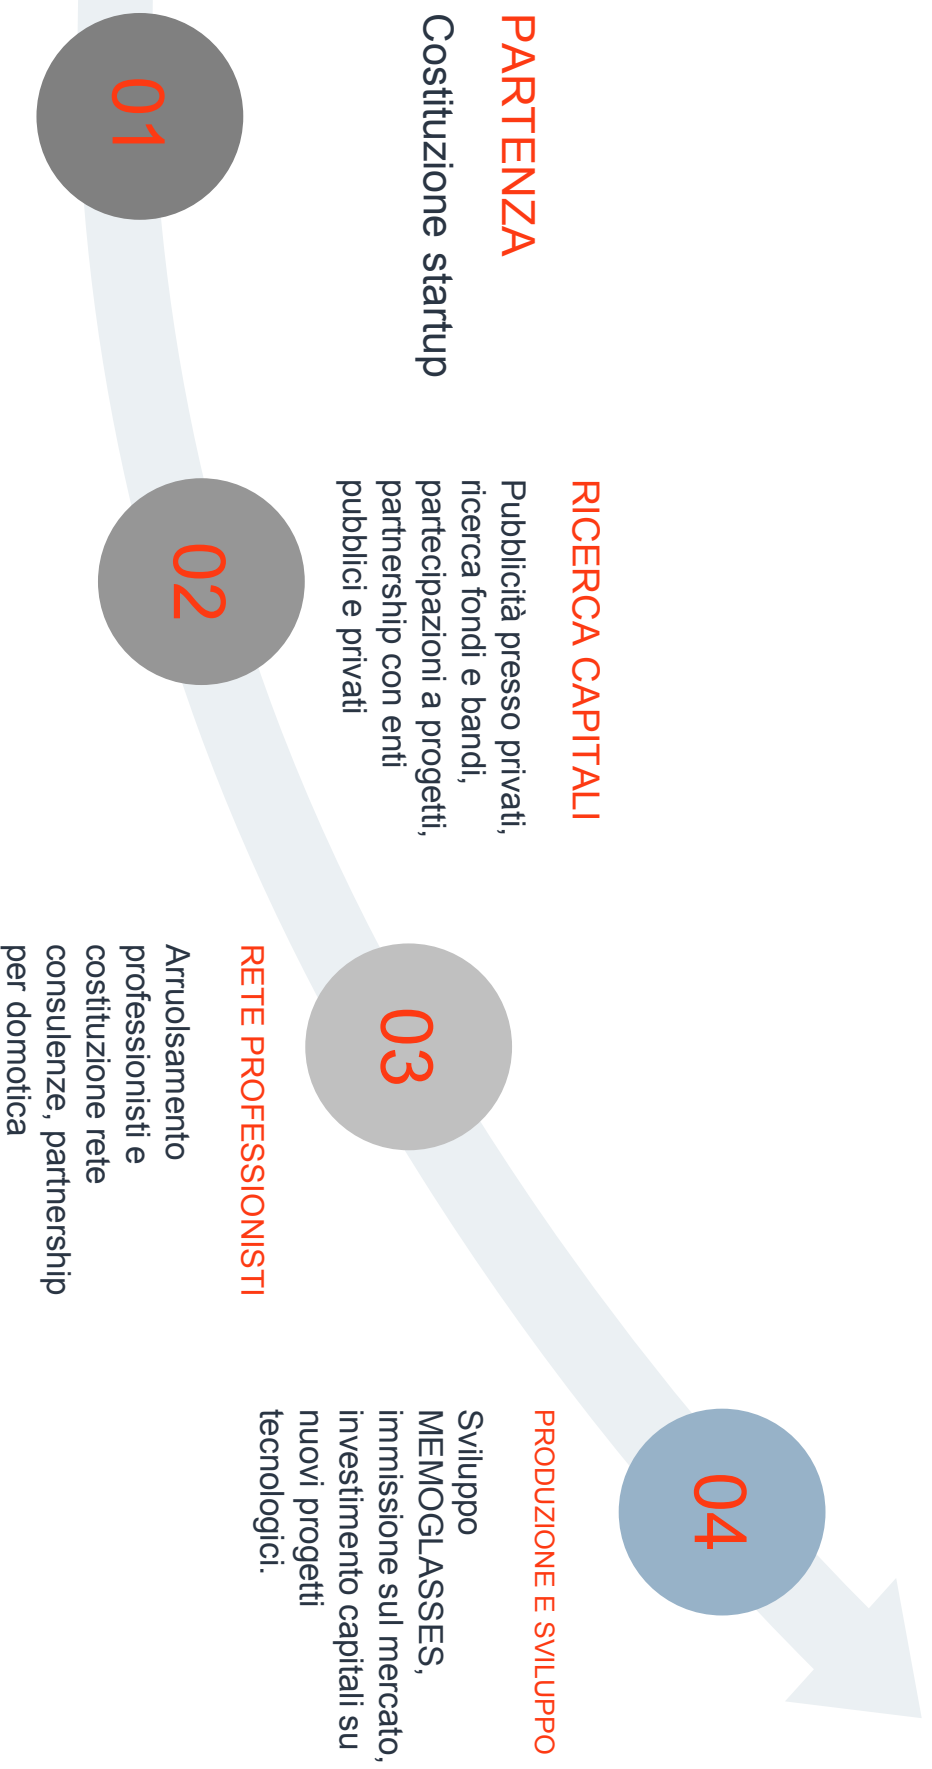 01
PARTENZA
Costituzione startup
02
RICERCA CAPITALI
Pubblicità presso privati,
ricerca fondi e bandi,
partecipazioni a progetti,
partnership con enti
pubblici e privati
03
RETE PROFESSIONISTI
Arruolsamento
professionisti e
costituzione rete
consulenze, partnership
per domotica
04
PRODUZIONE E SVILUPPO
Sviluppo
MEMOGLASSES,
immissione sul mercato,
investimento capitali su
nuovi progetti
tecnologici.